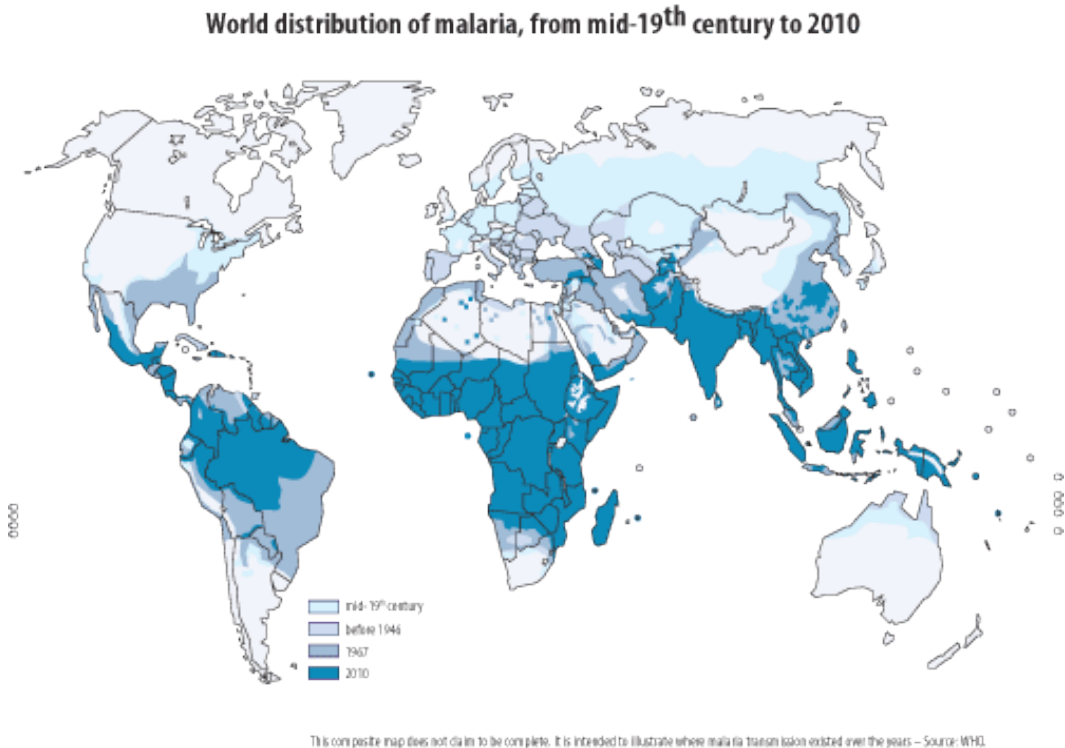 World distribution of malaria, from mid-19th century to 2010
mid-19th century
before 1946
1967
2010
This composite map does not claim to be complete. It is intended to illustrate where malaria transmission existed over the years – Source: WHO.